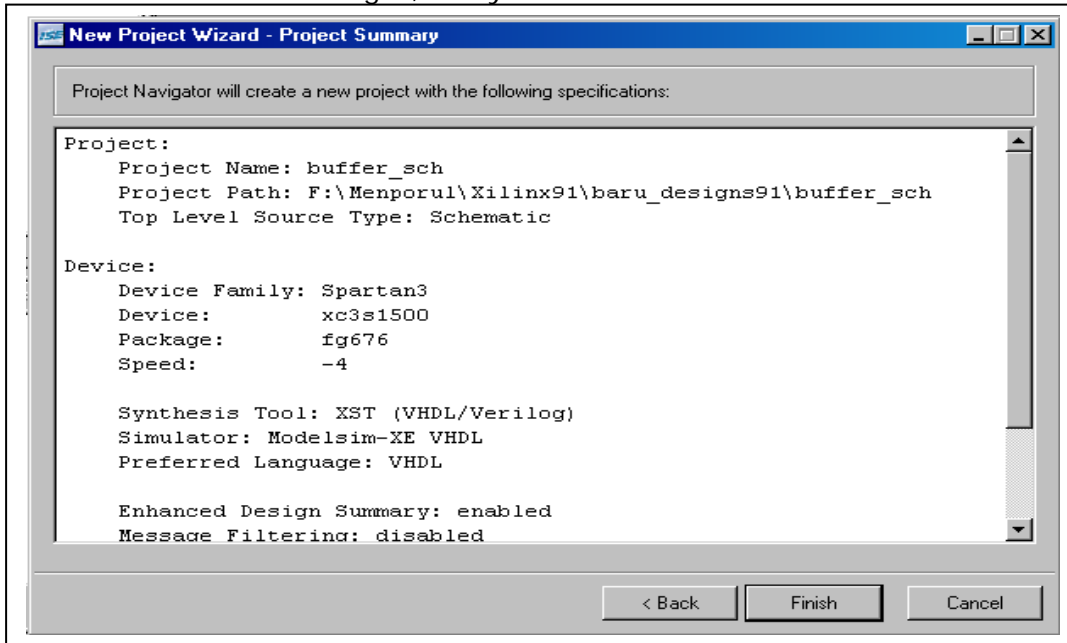 New Project Wizard - Project Summary
Project Navigator will create a new project with the following specifications:
Project:
Project Name: buffer_sch
Project Path: F:\Menporul\Xilinx91\baru_designs91\buffer_sch
Top Level Source Type: Schematic
Device:
Device Family: Spartan3
Device: xc3s1500
Package: fg676
Speed: -4
Synthesis Tool: XST (VHDL/Verilog)
Simulator: Modelsim-XE VHDL
Preferred Language: VHDL
Enhanced Design Summary: enabled
Message Filtering: disabled
< Back Finish Cancel